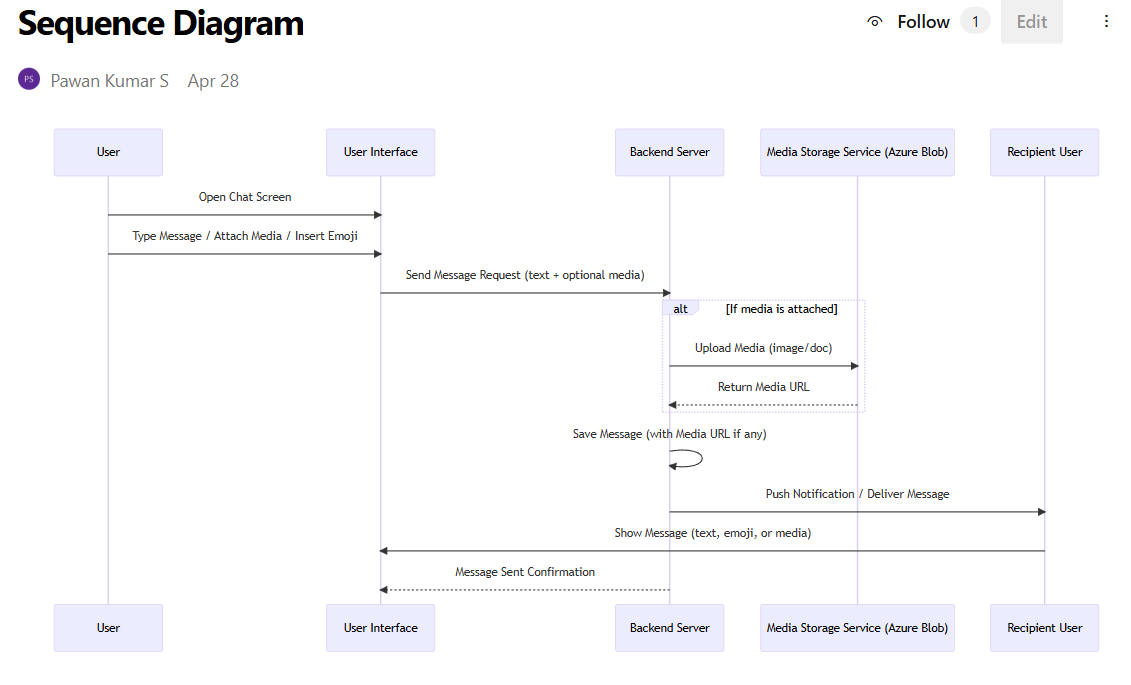 Sequence Diagram
Follow 1 Edit
PS Pawan Kumar S Apr 28
User User Interface Backend Server Media Storage Service (Azure Blob) Recipient User
Open Chat Screen
Type Message / Attach Media / Insert Emoji
Send Message Request (text + optional media)
alt [If media is attached]
Upload Media (image/doc)
Return Media URL
Save Message (with Media URL if any)
Push Notification / Deliver Message
Show Message (text, emoji, or media)
Message Sent Confirmation
User User Interface Backend Server Media Storage Service (Azure Blob) Recipient User